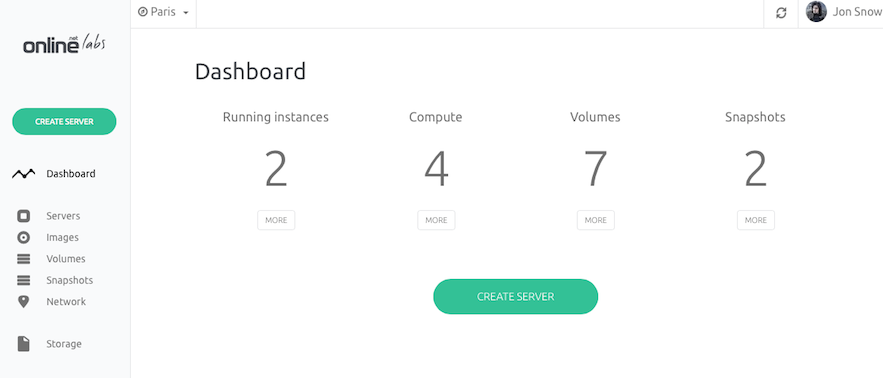 Paris
Jon Snow
online.net labs
CREATE SERVER
Dashboard
Servers
Images
Volumes
Snapshots
Network
Storage
Dashboard
Running instances
2
MORE
Compute
4
MORE
Volumes
7
MORE
Snapshots
2
MORE
CREATE SERVER